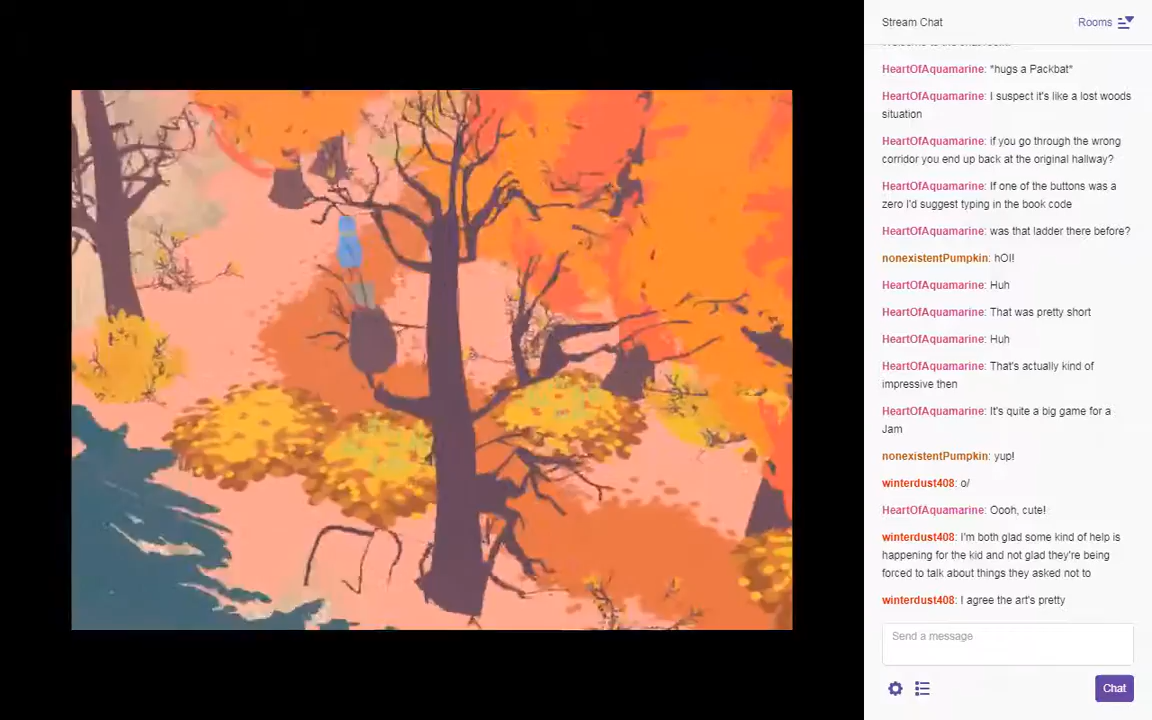 Stream Chat
Rooms
HeartOfAquamarine: *hugs a Packbat*
HeartOfAquamarine: I suspect it's like a lost woods
situation
HeartOfAquamarine: if you go through the wrong
corridor you end up back at the original hallway?
HeartOfAquamarine: If one of the buttons was a
zero I'd suggest typing in the book code
HeartOfAquamarine: was that ladder there before?
nonexistentPumpkin: hOI!
HeartOfAquamarine: Huh
HeartOfAquamarine: That was pretty short
HeartOfAquamarine: Huh
HeartOfAquamarine: That's actually kind of
impressive then
HeartOfAquamarine: It's quite a big game for a
Jam
nonexistentPumpkin: yup!
winterdust408: o/
HeartOfAquamarine: Oooh, cute!
winterdust408: I'm both glad some kind of help is
happening for the kid and not glad they're being
forced to talk about things they asked not to
winterdust408: I agree the art's pretty
Send a message
Chat